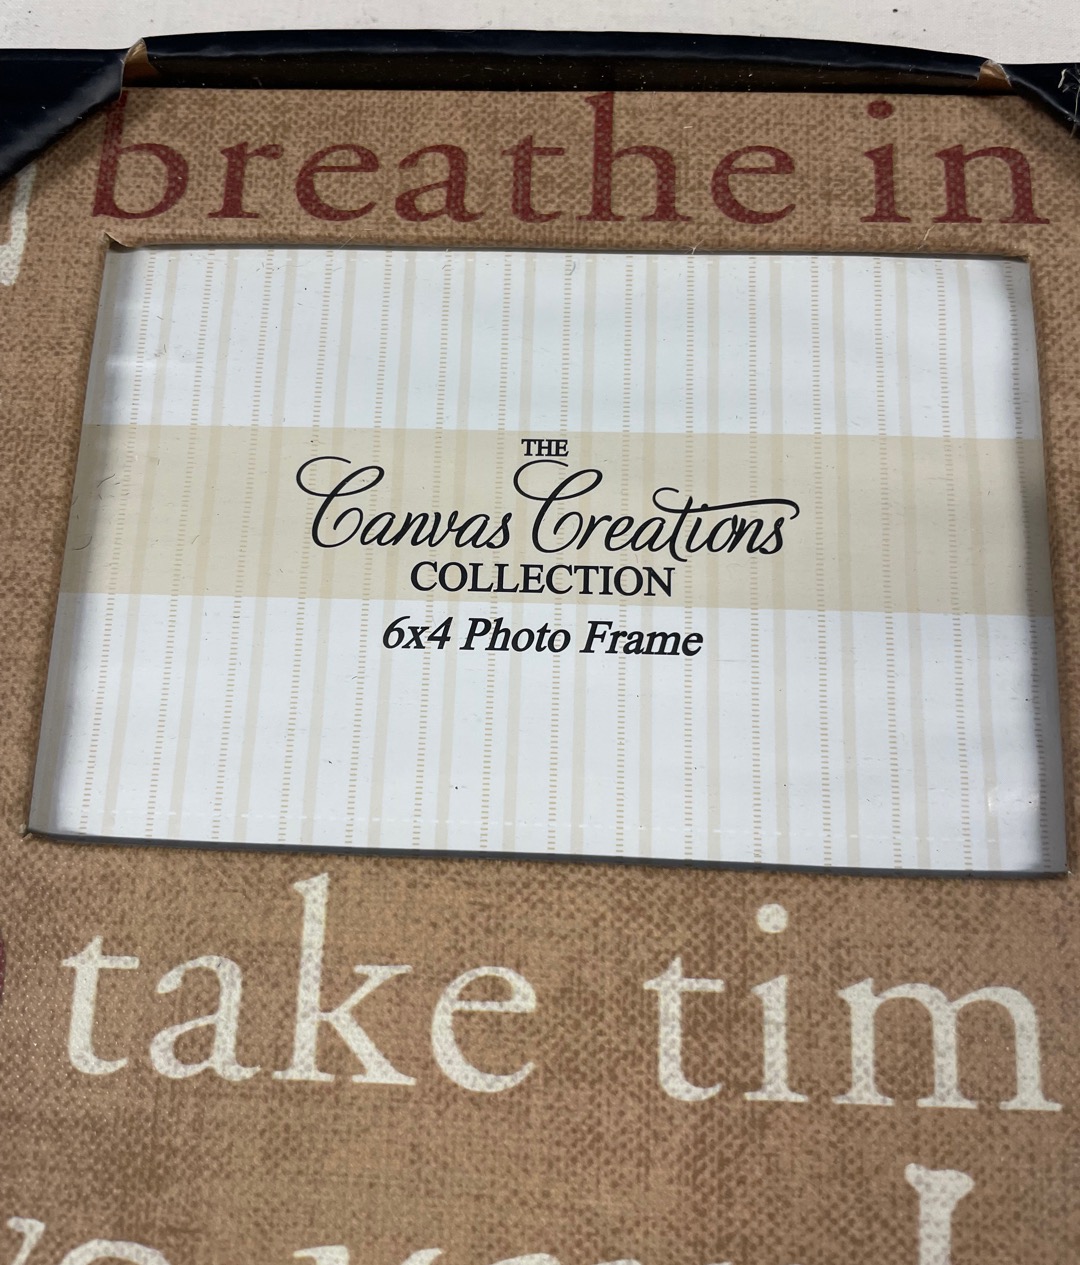 breathe in
THE
Canvas Creations
COLLECTION
6x4 Photo Frame
take tim